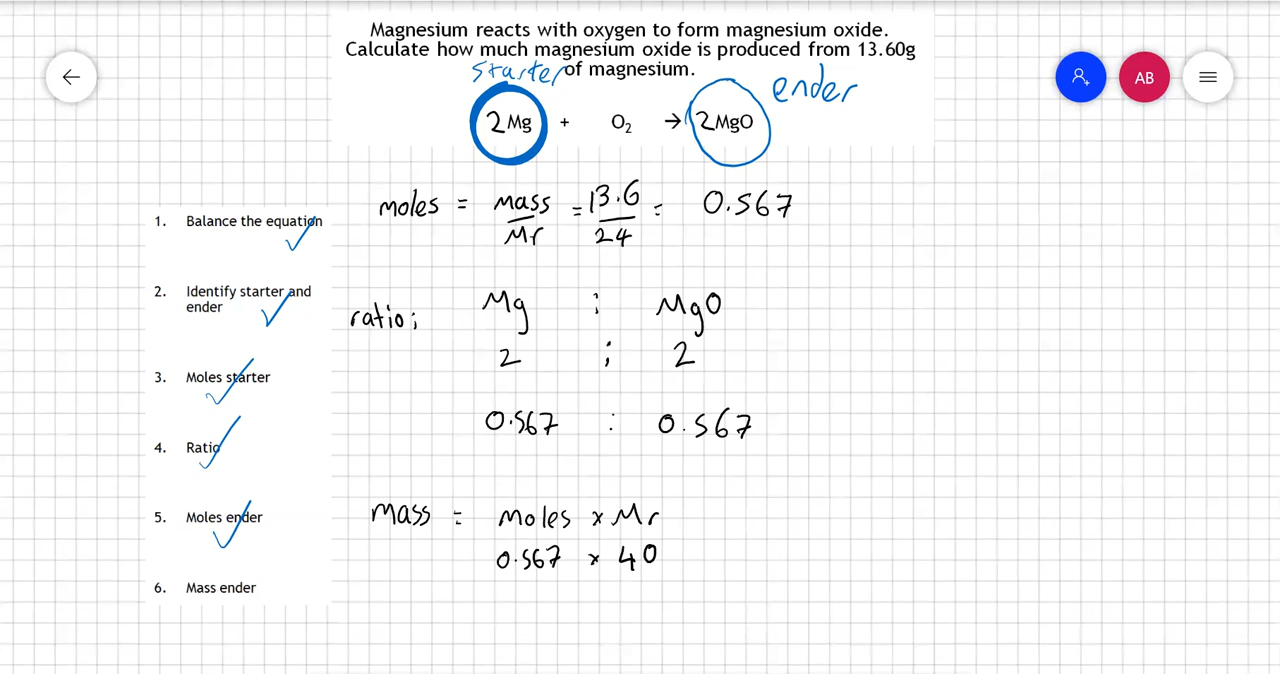 Magnesium reacts with oxygen to form magnesium oxide.
Calculate how much magnesium oxide is produced from 13.60g
of magnesium.
starter
ender
AB
2Mg + O₂ → 2MgO
moles = mass/Mr = 13.6/24 = 0.567
1. Balance the equation
2. Identify starter and
ender
3. Moles starter
4. Ratio
5. Moles ender
6. Mass ender
ratio: Mg : MgO
2 : 2
0.567 : 0.567
mass = moles × Mr
0.567 × 40